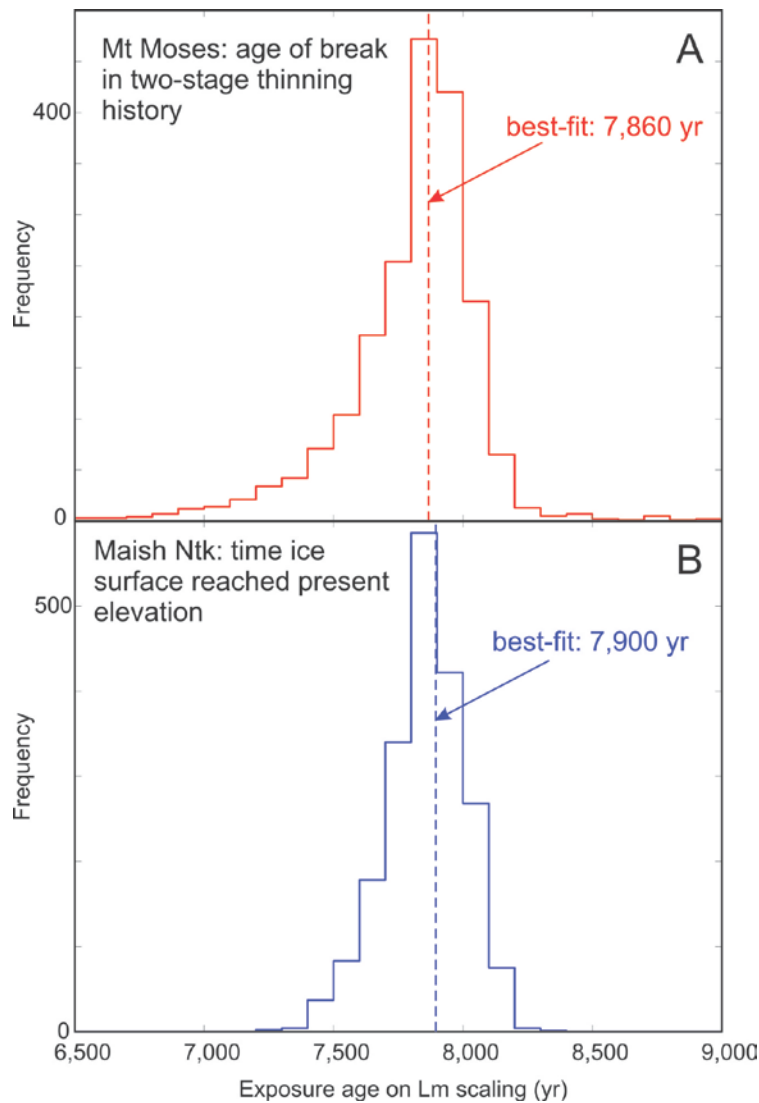 Mt Moses: age of break
in two-stage thinning
history
A
400
best-fit: 7,860 yr
Frequency
0
Maish Ntk: time ice
surface reached present
elevation
B
500
best-fit: 7,900 yr
Frequency
0
6,500 7,000 7,500 8,000 8,500 9,000
Exposure age on Lm scaling (yr)